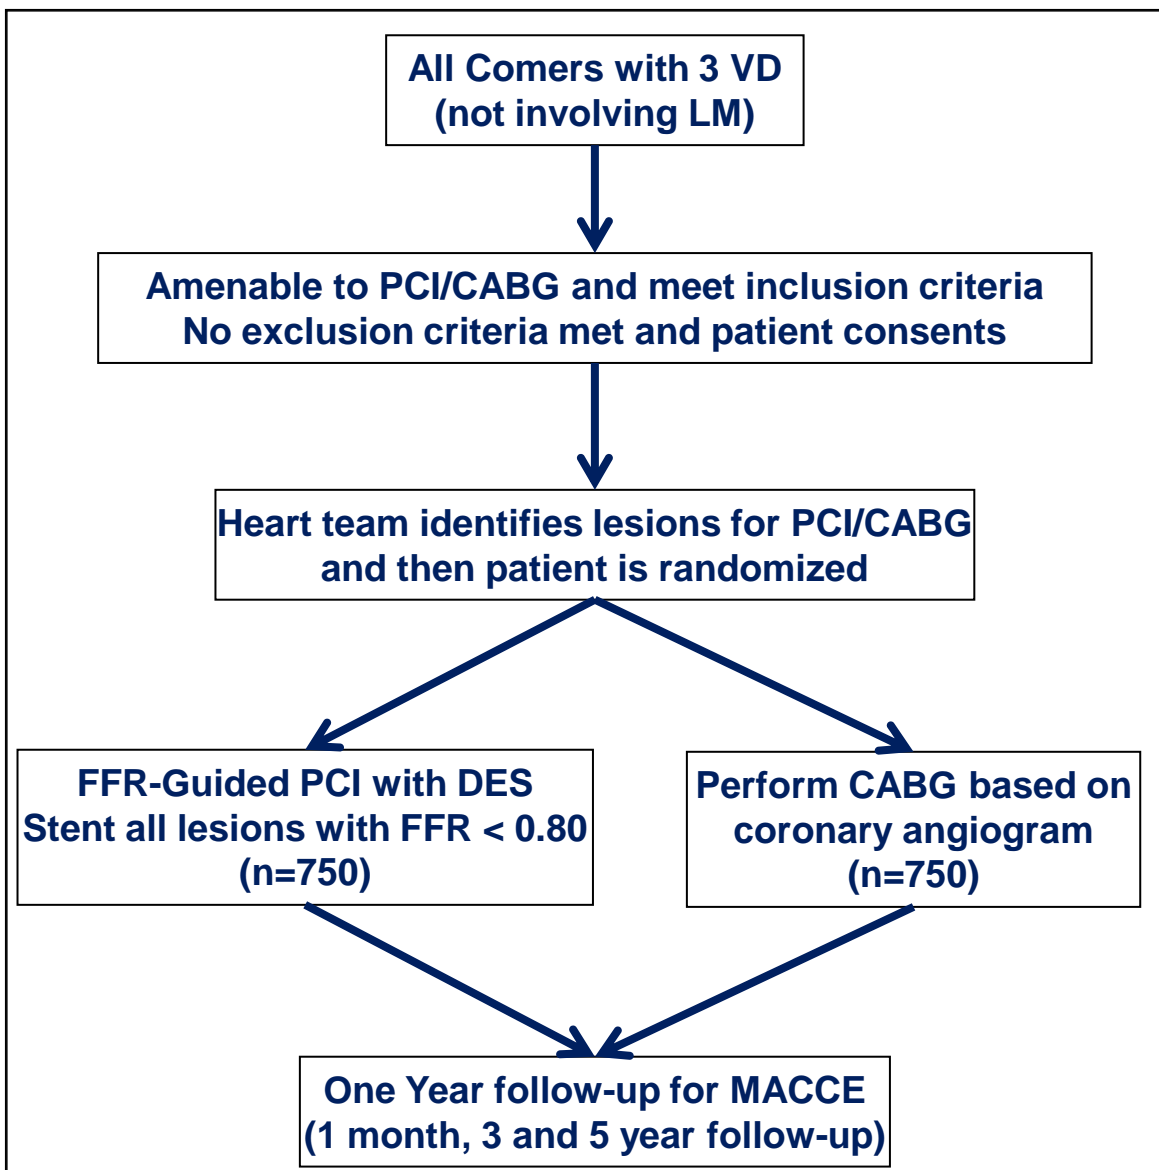 All Comers with 3 VD
(not involving LM)
Amenable to PCI/CABG and meet inclusion criteria
No exclusion criteria met and patient consents
Heart team identifies lesions for PCI/CABG
and then patient is randomized
FFR-Guided PCI with DES
Stent all lesions with FFR < 0.80
(n=750)
Perform CABG based on
coronary angiogram
(n=750)
One Year follow-up for MACCE
(1 month, 3 and 5 year follow-up)